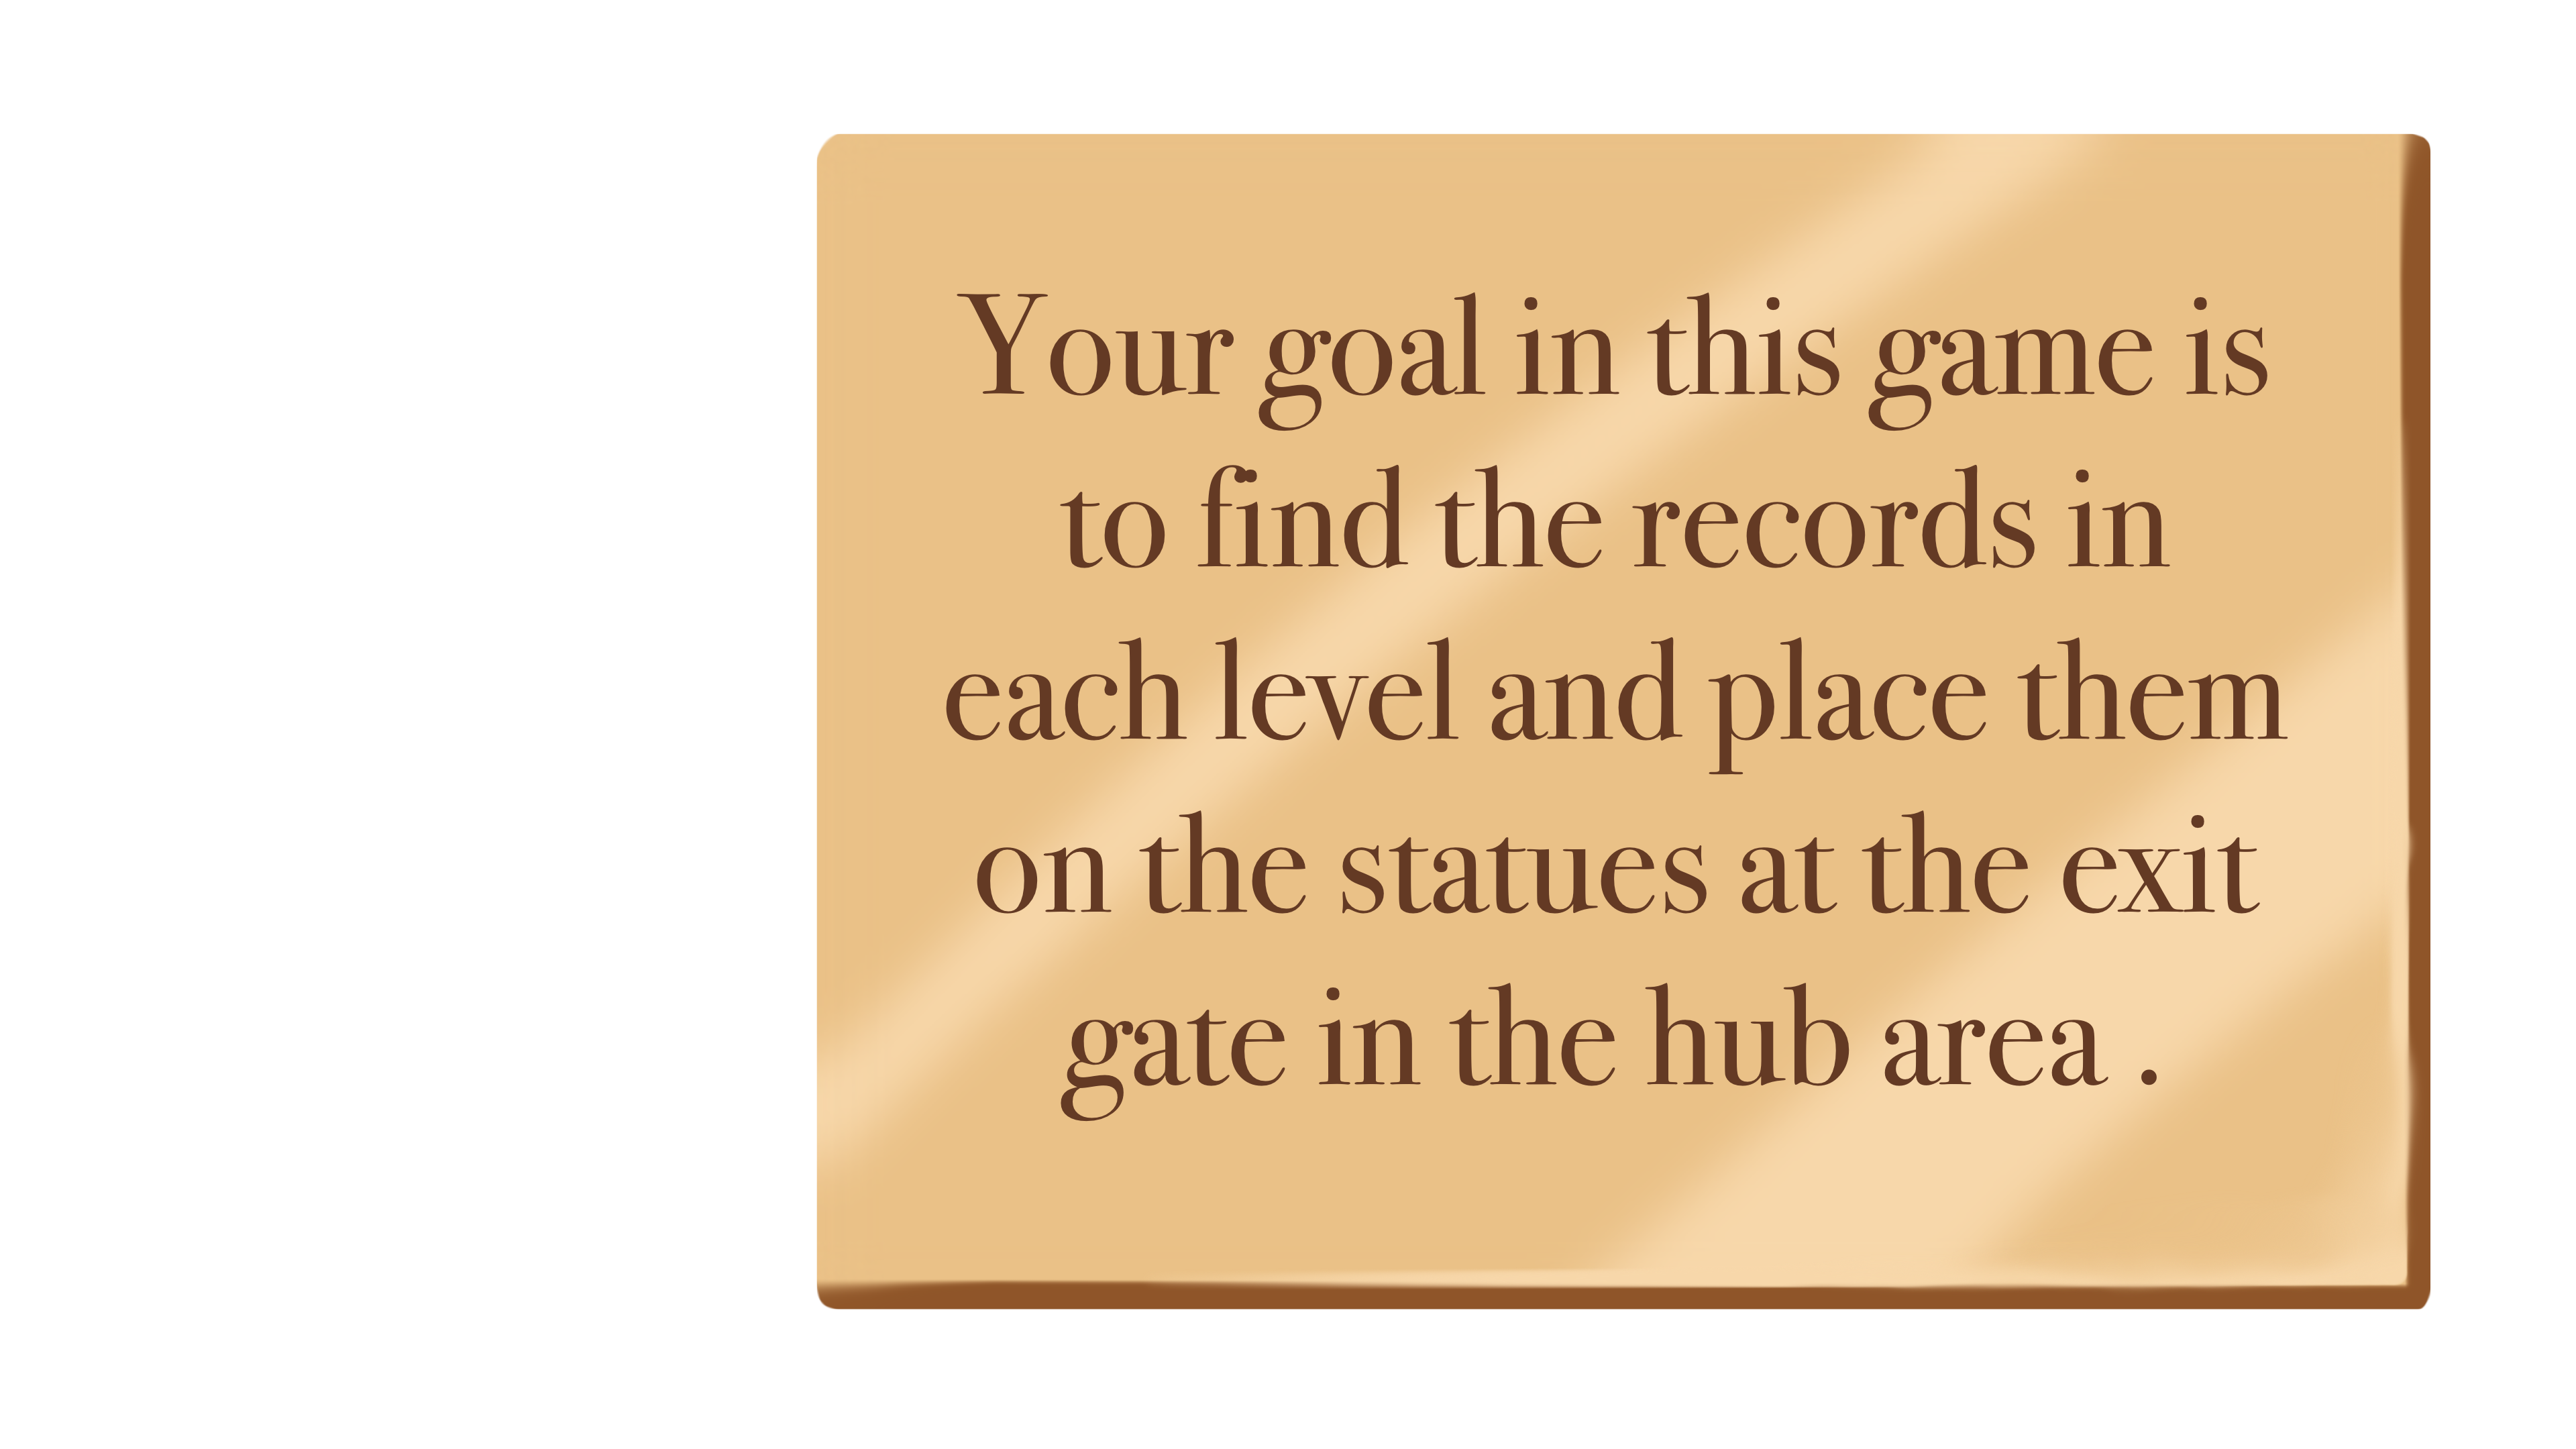 Your goal in this game is
to find the records in
each level and place them
on the statues at the exit
gate in the hub area .